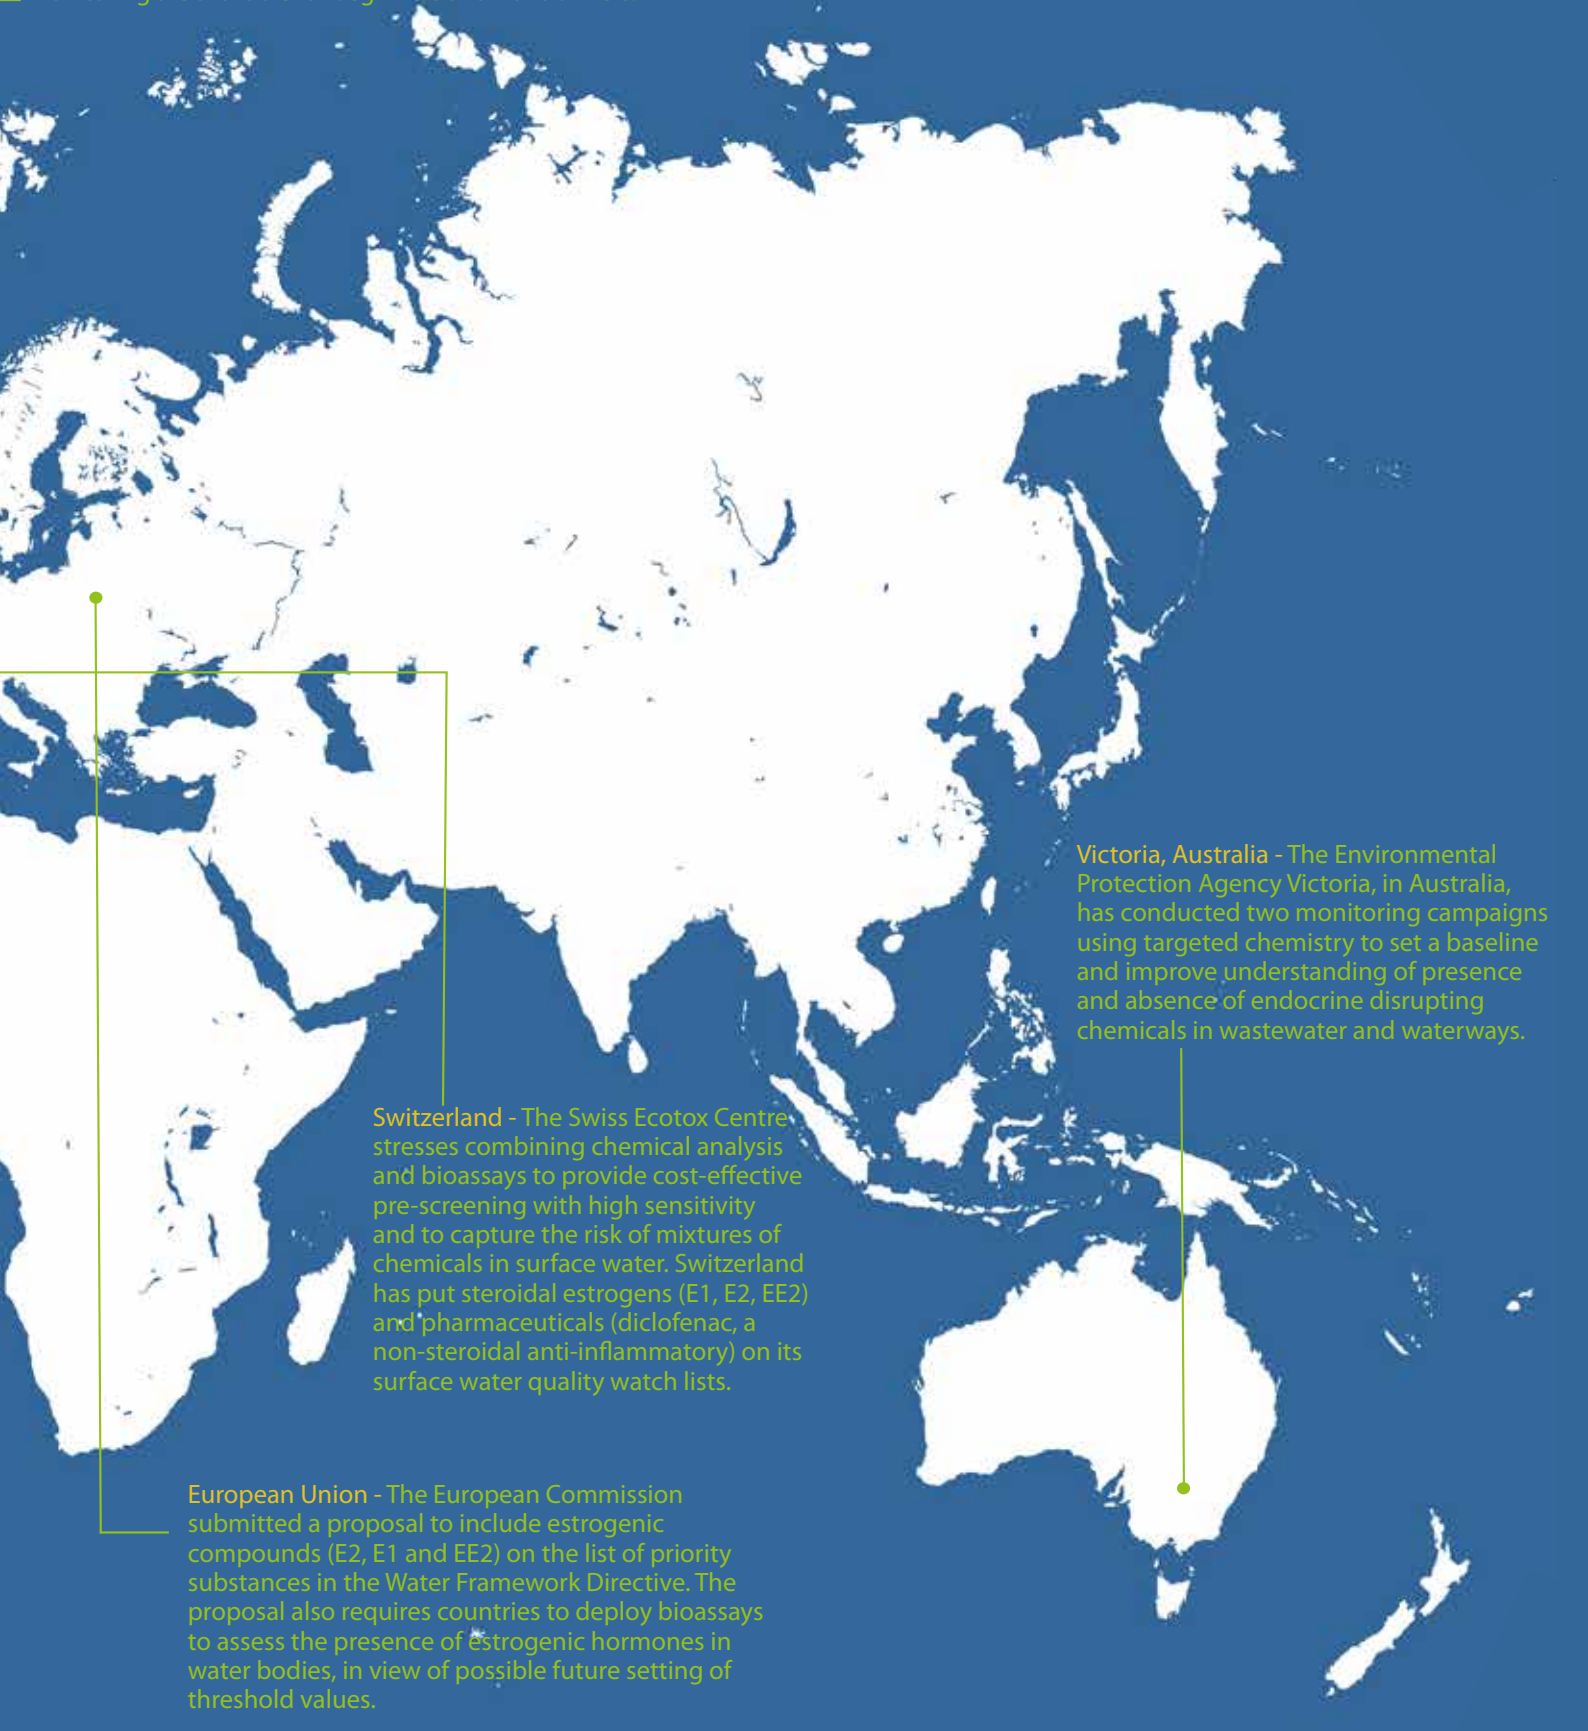 Victoria, Australia - The Environmental
Protection Agency Victoria, in Australia,
has conducted two monitoring campaigns
using targeted chemistry to set a baseline
and improve understanding of presence
and absence of endocrine disrupting
chemicals in wastewater and waterways.
Switzerland - The Swiss Ecotox Centre
stresses combining chemical analysis
and bioassays to provide cost-effective
pre-screening with high sensitivity
and to capture the risk of mixtures of
chemicals in surface water. Switzerland
has put steroidal estrogens (E1, E2, EE2)
and pharmaceuticals (diclofenac, a
non-steroidal anti-inflammatory) on its
surface water quality watch lists.
European Union - The European Commission
submitted a proposal to include estrogenic
compounds (E2, E1 and EE2) on the list of priority
substances in the Water Framework Directive. The
proposal also requires countries to deploy bioassays
to assess the presence of estrogenic hormones in
water bodies, in view of possible future setting of
threshold values.